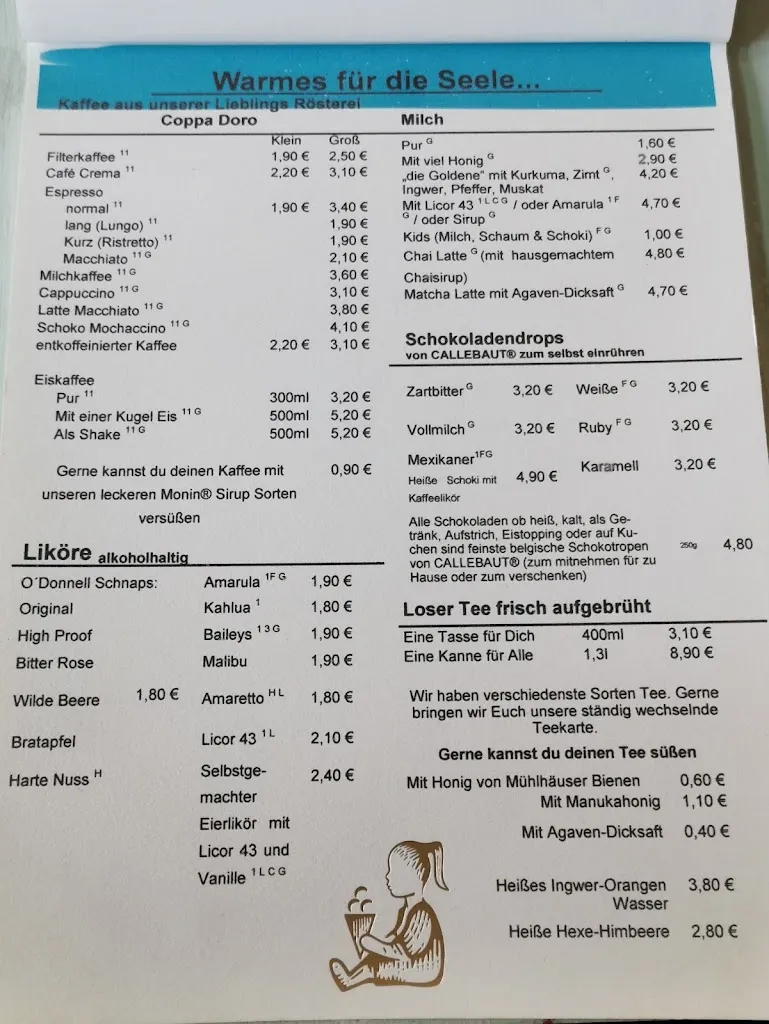 Warmes für die Seele...
Kaffee aus unserer Lieblings Rösterei
Coppa Doro
Klein Groß
Filterkaffee 11 1,90 € 2,50 €
Café Crema 11 2,20 € 3,10 €
Espresso
normal 11 1,90 € 3,40 €
lang (Lungo) 11 1,90 €
Kurz (Ristretto) 11 1,90 €
Macchiato 11 G 2,10 €
Milchkaffee 11 G 3,60 €
Cappuccino 11 G 3,10 €
Latte Macchiato 11 G 3,80 €
Schoko Mochaccino 11 G 4,10 €
entkoffeinierter Kaffee 2,20 € 3,10 €
Eiskaffee
Pur 11 300ml 3,20 €
Mit einer Kugel Eis 11 G 500ml 5,20 €
Als Shake 11 G 500ml 5,20 €
Gerne kannst du deinen Kaffee mit 0,90 €
unseren leckeren Monin® Sirup Sorten
versüßen
Liköre alkoholhaltig
O´Donnell Schnaps: Amarula 1F G 1,90 €
Original Kahlua 1 1,80 €
High Proof Baileys 1 3 G 1,90 €
Bitter Rose Malibu 1,90 €
Wilde Beere 1,80 € Amaretto H L 1,80 €
Bratapfel Licor 43 1 L 2,10 €
Harte Nuss H Selbstge- 2,40 €
machter
Eierlikör mit
Licor 43 und
Vanille 1 L C G
Milch
Pur G 1,60 €
Mit viel Honig G 2,90 €
„die Goldene" mit Kurkuma, Zimt G, 4,20 €
Ingwer, Pfeffer, Muskat
Mit Licor 43 1 L C G / oder Amarula 1 F 4,70 €
G / oder Sirup G
Kids (Milch, Schaum & Schoki) F G 1,00 €
Chai Latte G (mit hausgemachtem 4,80 €
Chaisirup)
Matcha Latte mit Agaven-Dicksaft G 4,70 €
Schokoladendrops
von CALLEBAUT® zum selbst einrühren
Zartbitter G 3,20 € Weiße F G 3,20 €
Vollmilch G 3,20 € Ruby F G 3,20 €
Mexikaner 1F G
Heiße Schoki mit 4,90 € Karamell 3,20 €
Kaffeelikör
Alle Schokoladen ob heiß, kalt, als Ge-
tränk, Aufstrich, Eistopping oder auf Ku-
chen sind feinste belgische Schokotropen 250g 4,80
von CALLEBAUT® (zum mitnehmen für zu
Hause oder zum verschenken)
Loser Tee frisch aufgebrüht
Eine Tasse für Dich 400ml 3,10 €
Eine Kanne für Alle 1,3l 8,90 €
Wir haben verschiedenste Sorten Tee. Gerne
bringen wir Euch unsere ständig wechselnde
Teekarte.
Gerne kannst du deinen Tee süßen
Mit Honig von Mühlhäuser Bienen 0,60 €
Mit Manukahonig 1,10 €
Mit Agaven-Dicksaft 0,40 €
Heißes Ingwer-Orangen 3,80 €
Wasser
Heiße Hexe-Himbeere 2,80 €